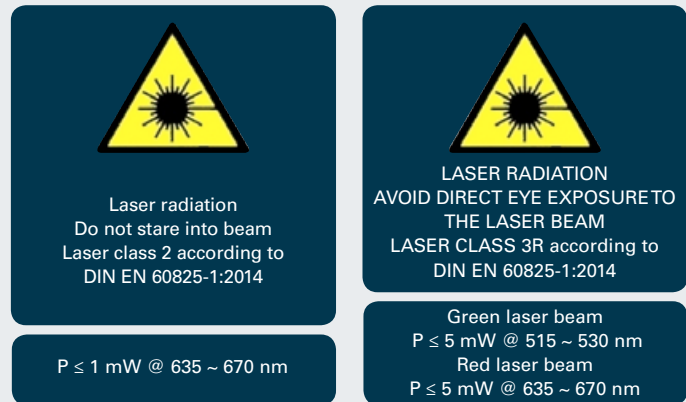 Laser radiation
Do not stare into beam
Laser class 2 according to
DIN EN 60825-1:2014
P ≤ 1 mW @ 635 ~ 670 nm
LASER RADIATION
AVOID DIRECT EYE EXPOSURE TO
THE LASER BEAM
LASER CLASS 3R according to
DIN EN 60825-1:2014
Green laser beam
P ≤ 5 mW @ 515 ~ 530 nm
Red laser beam
P ≤ 5 mW @ 635 ~ 670 nm